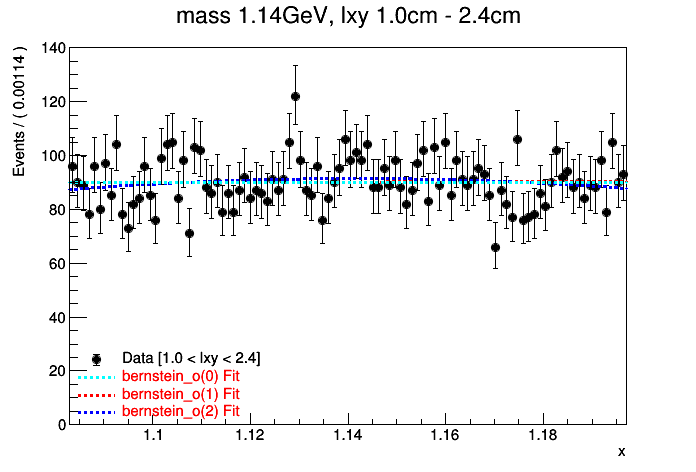 mass 1.14GeV, lxy 1.0cm - 2.4cm
Events / ( 0.00114 )
140
120
100
80
60
40
20
0
Data [1.0 < lxy < 2.4]
bernstein_o(0) Fit
bernstein_o(1) Fit
bernstein_o(2) Fit
1.1 1.12 1.14 1.16 1.18
x